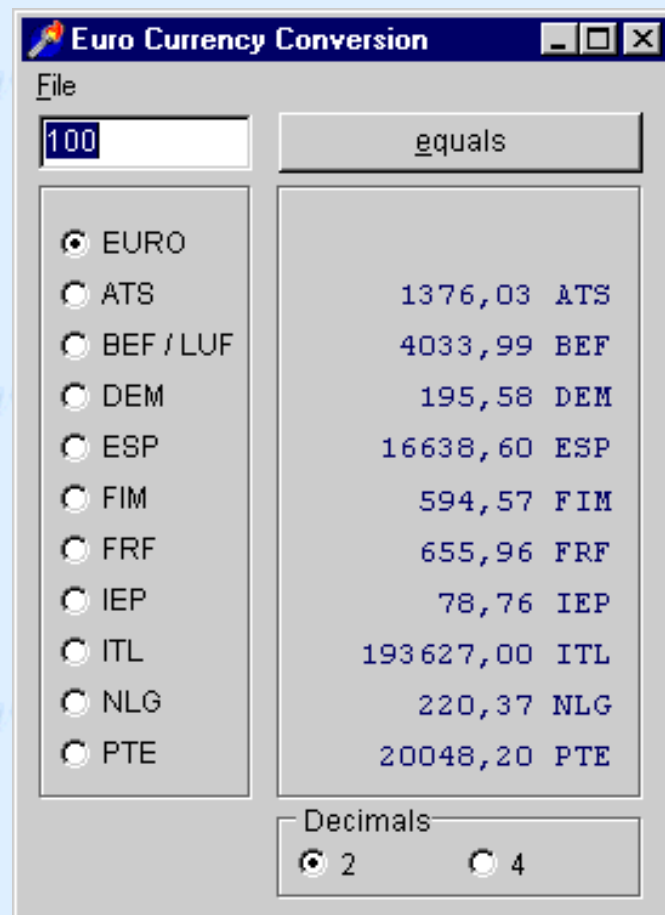 Euro Currency Conversion
File
100 equals
EURO
ATS 1376,03 ATS
BEF / LUF 4033,99 BEF
DEM 195,58 DEM
ESP 16638,60 ESP
FIM 594,57 FIM
FRF 655,96 FRF
IEP 78,76 IEP
ITL 193627,00 ITL
NLG 220,37 NLG
PTE 20048,20 PTE
Decimals
2 4